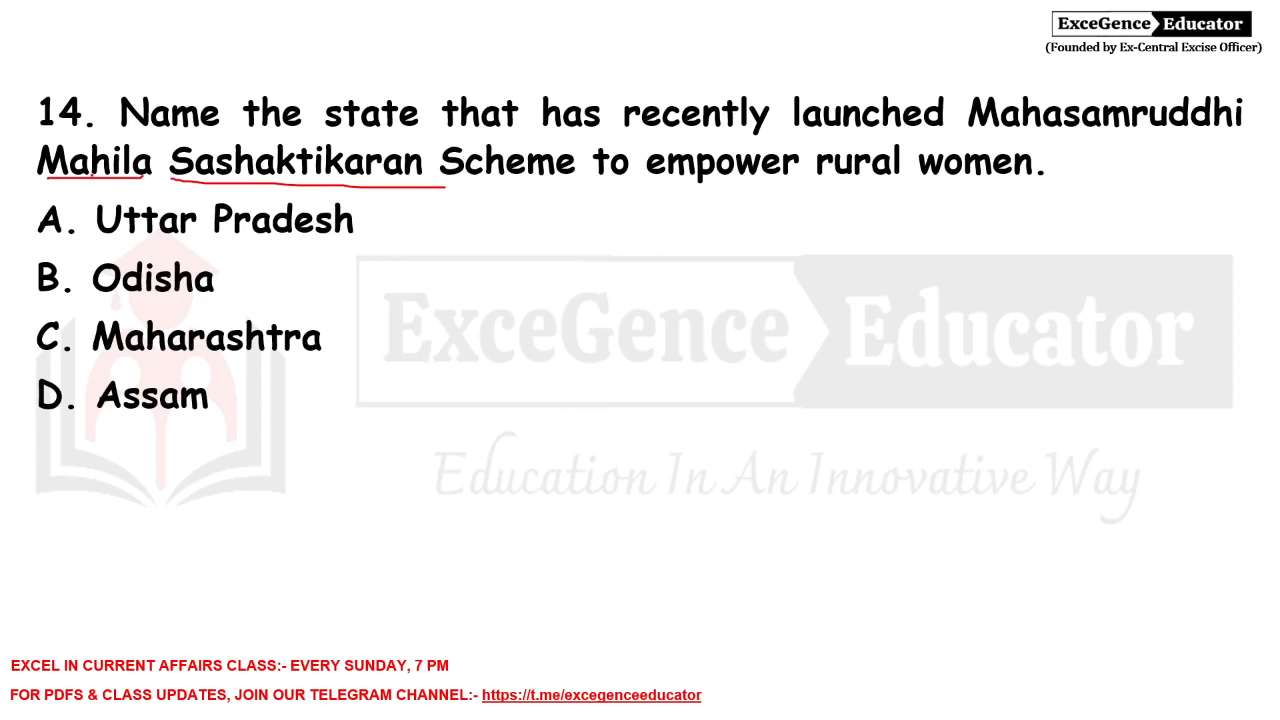 ExceGence Educator
(Founded by Ex-Central Excise Officer)
14. Name the state that has recently launched Mahasamruddhi
Mahila Sashaktikaran Scheme to empower rural women.
A. Uttar Pradesh
B. Odisha
C. Maharashtra
D. Assam
ExceGence Educator
Education In An Innovative Way
EXCEL IN CURRENT AFFAIRS CLASS:- EVERY SUNDAY, 7 PM
FOR PDFS & CLASS UPDATES, JOIN OUR TELEGRAM CHANNEL:- https://t.me/excegenceeducator